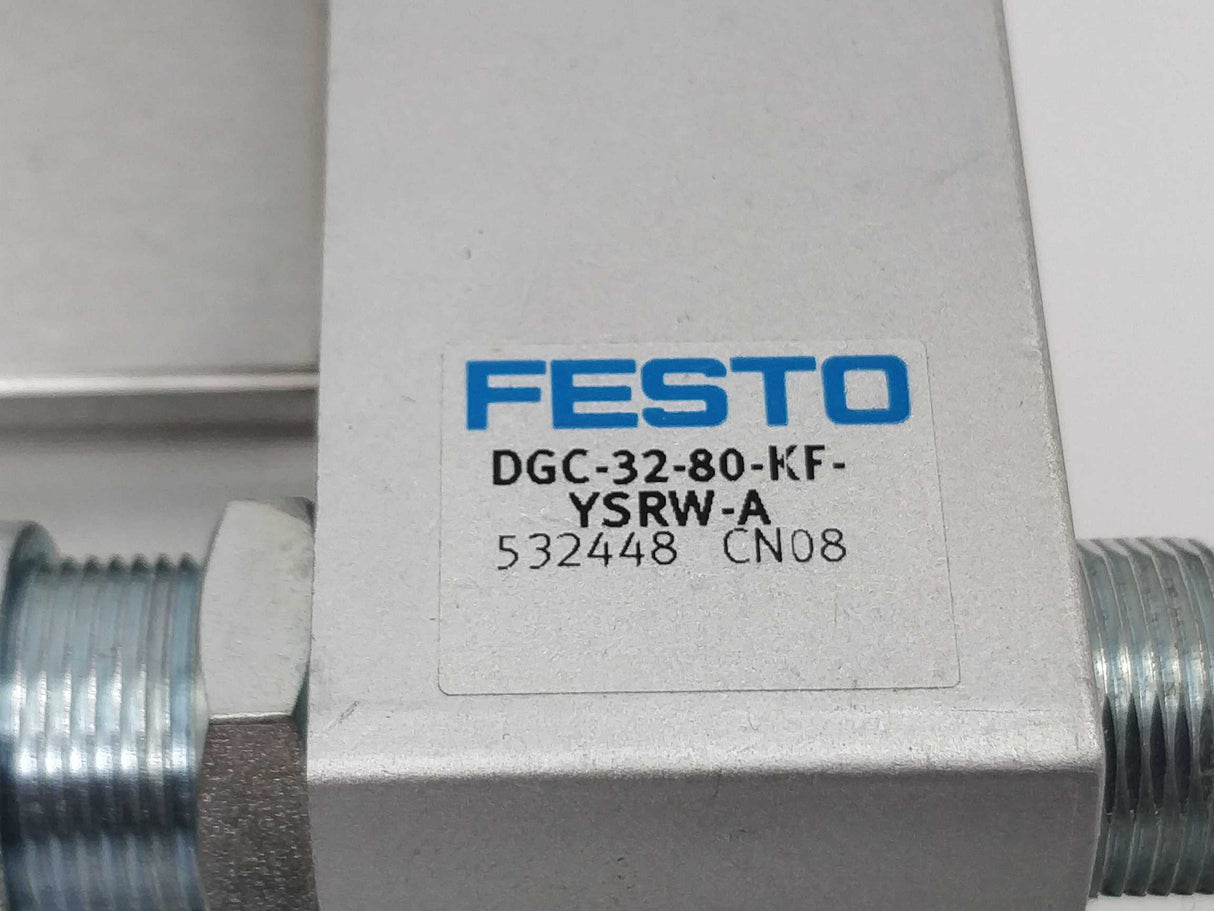 FESTO
DGC-32-80-KF-
YSRW-A
532448 CN08